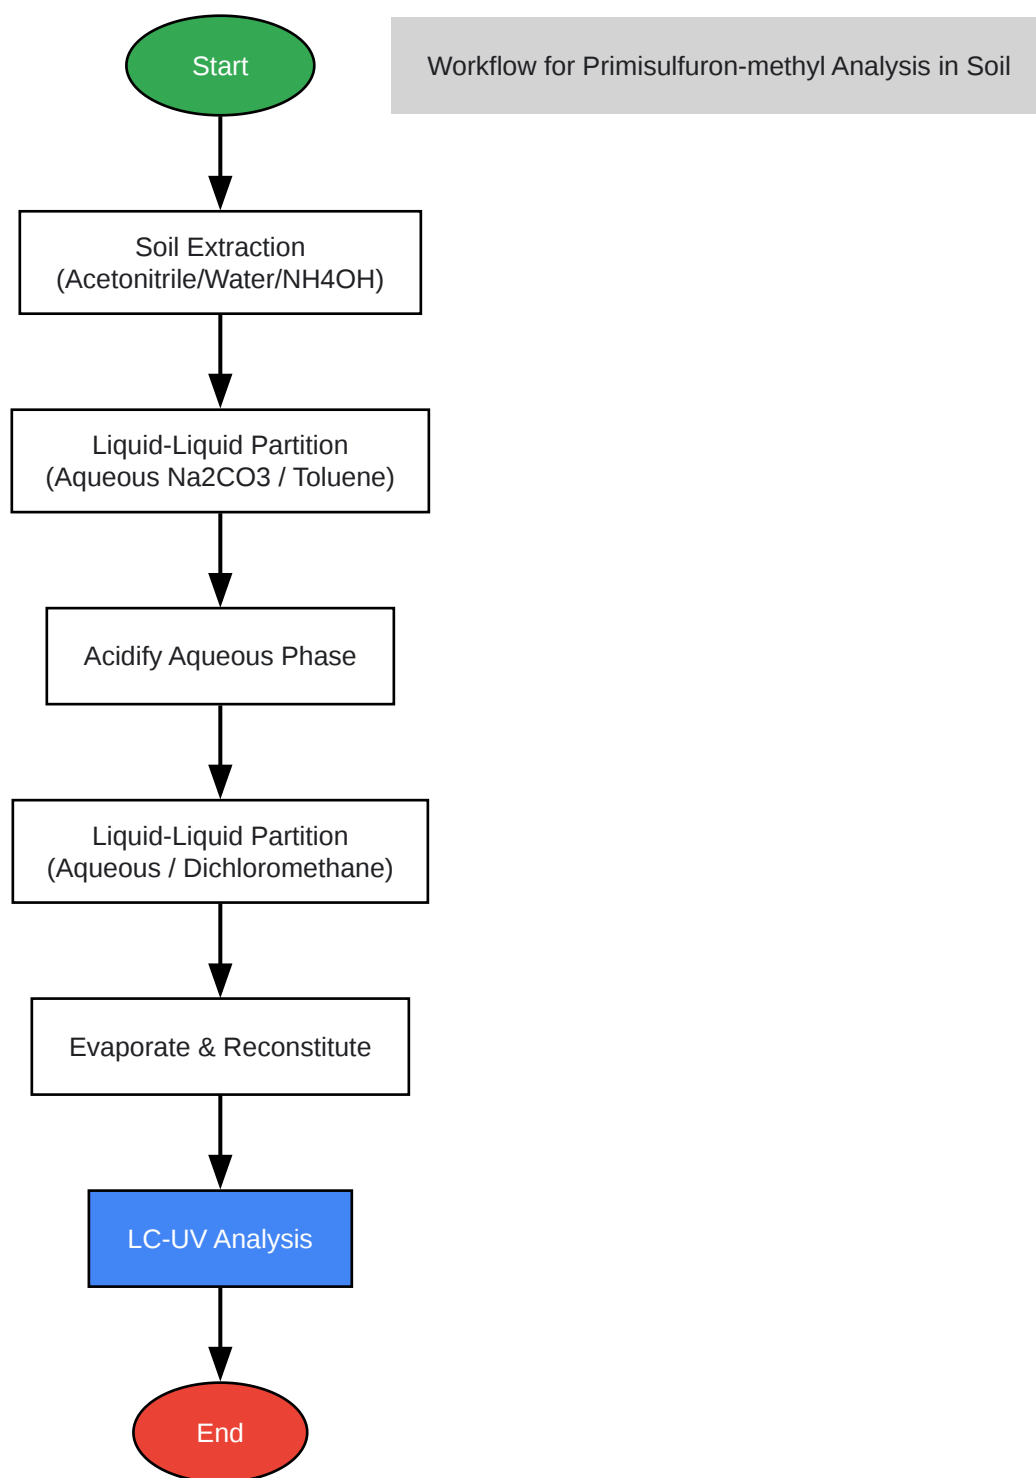 Start
Workflow for Primisulfuron-methyl Analysis in Soil
Soil Extraction
(Acetonitrile/Water/NH4OH)
Liquid-Liquid Partition
(Aqueous Na2CO3 / Toluene)
Acidify Aqueous Phase
Liquid-Liquid Partition
(Aqueous / Dichloromethane)
Evaporate & Reconstitute
LC-UV Analysis
End